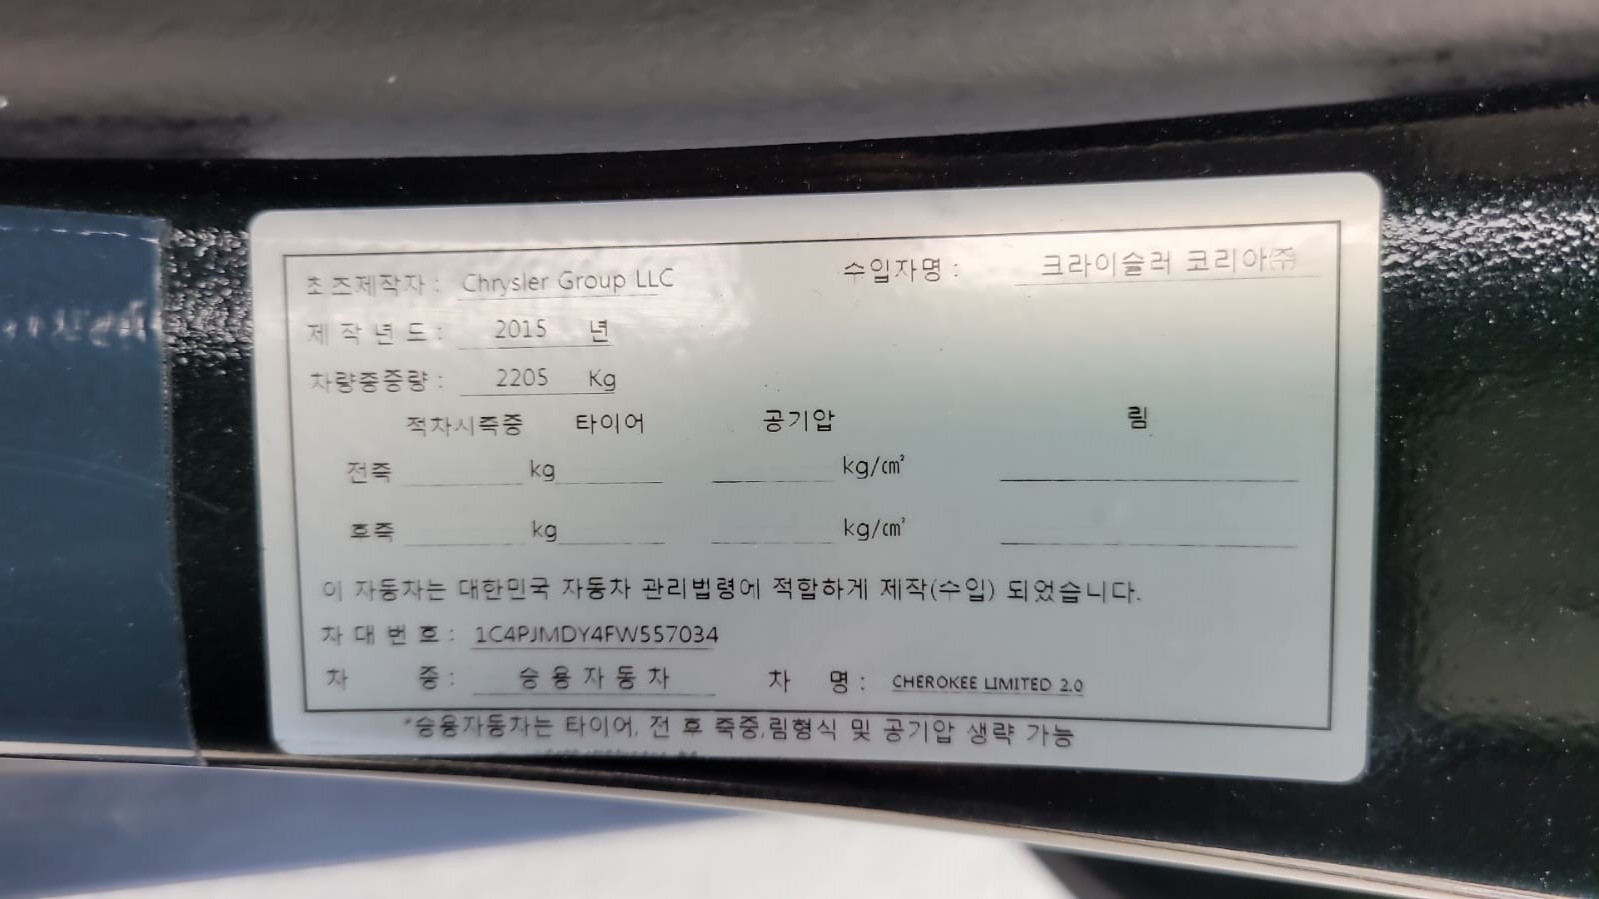 초조제작자 : Chrysler Group LLC 수입자명 : 크라이슬러 코리아㈜
제 작 년 도 : 2015 년
차량중중량 : 2205 Kg
적차시죽중 타이어 공기압 림
전죽 kg kg/㎠
후죽 kg kg/㎠
이 자동차는 대한민국 자동차 관리법령에 적합하게 제작(수입) 되었습니다.
차 대 번 호 : 1C4PJMDY4FW557034
차 종 : 승 용 자 동 차 차 명 : CHEROKEE LIMITED 2.0
*승용자동차는 타이어, 전 후 죽중,림형식 및 공기압 생략 가능